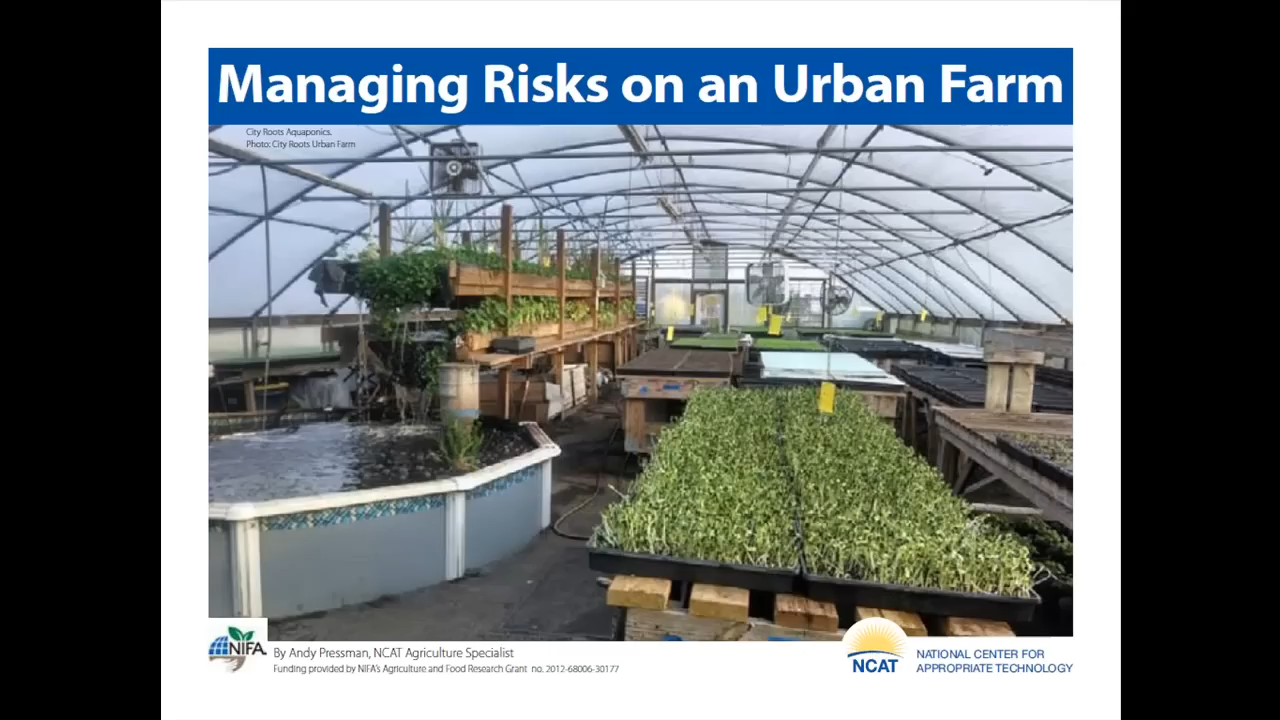 Managing Risks on an Urban Farm
City Roots Aquaponics.
Photo: City Roots Urban Farm
NIFA
By Andy Pressman, NCAT Agriculture Specialist
Funding provided by NIFA's Agriculture and Food Research Grant no. 2012-68006-30177
NCAT
NATIONAL CENTER FOR
APPROPRIATE TECHNOLOGY